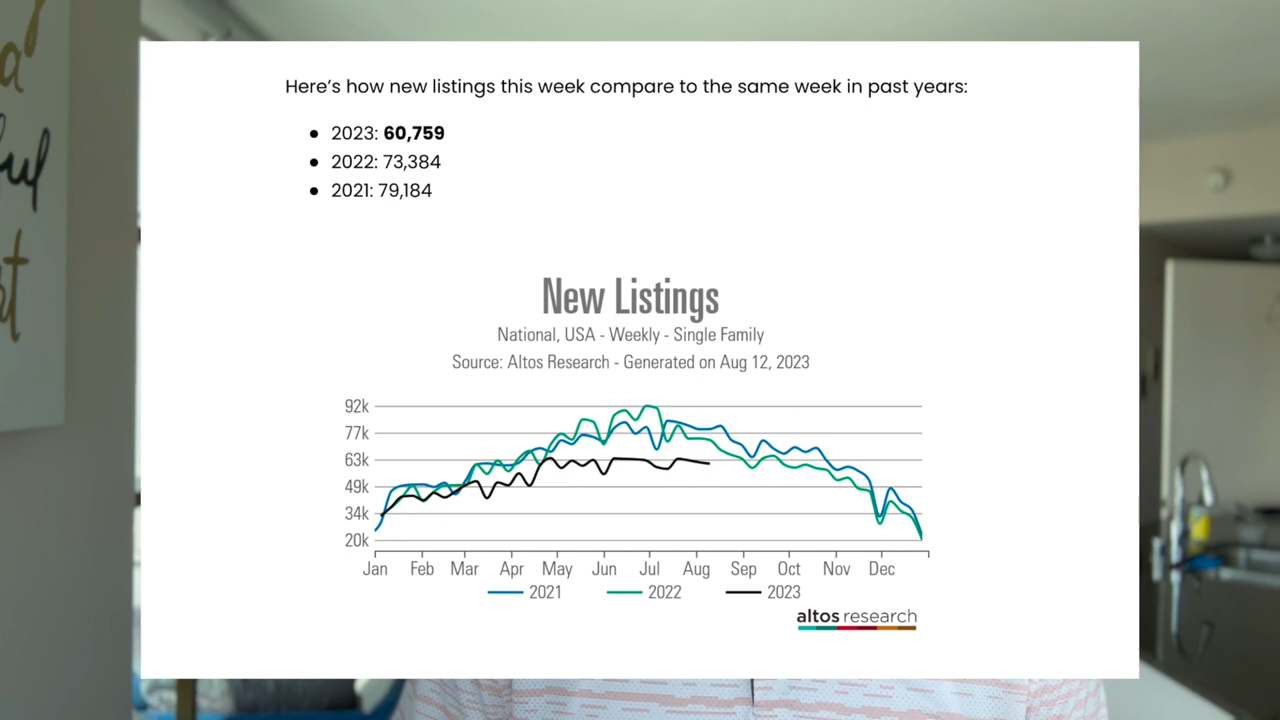 Here's how new listings this week compare to the same week in past years:
● 2023: 60,759
● 2022: 73,384
● 2021: 79,184
New Listings
National, USA - Weekly - Single Family
Source: Altos Research - Generated on Aug 12, 2023
92k
77k
63k
49k
34k
20k
Jan Feb Mar Apr May Jun Jul Aug Sep Oct Nov Dec
2021 2022 2023
altos research